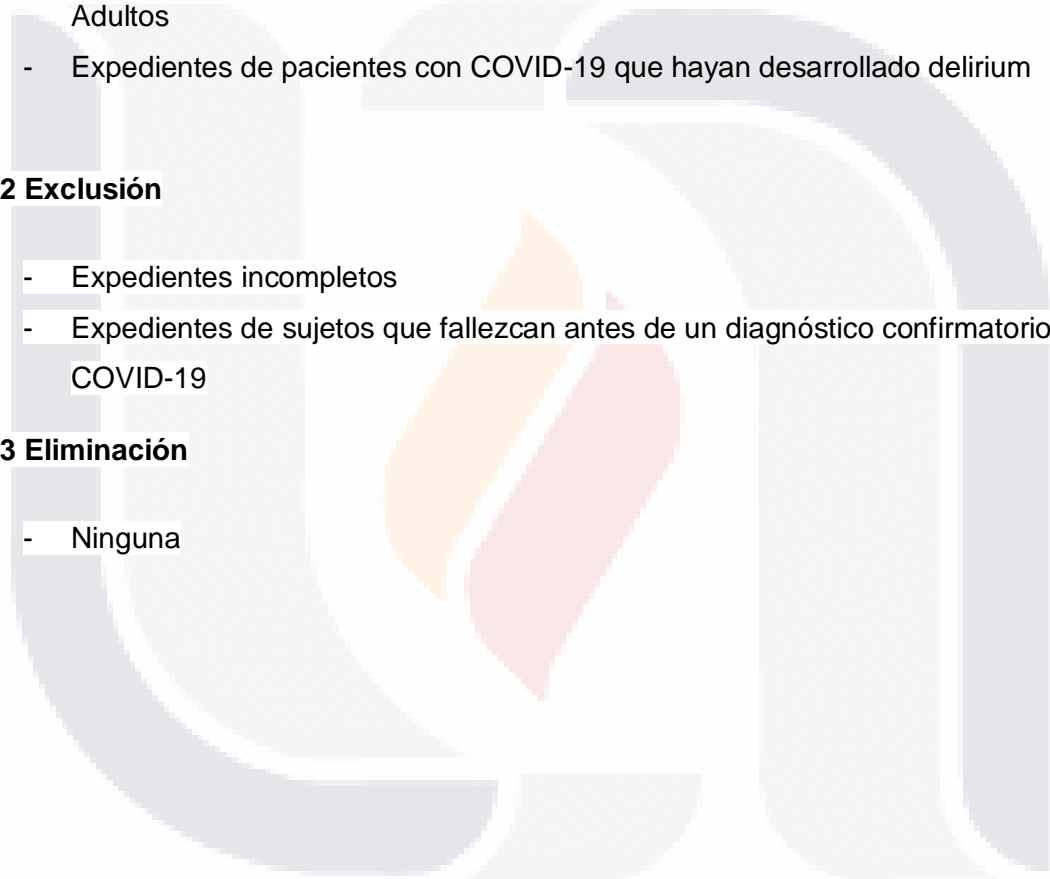 Adultos
- Expedientes de pacientes con COVID-19 que hayan desarrollado delirium
2 Exclusión
- Expedientes incompletos
- Expedientes de sujetos que fallezcan antes de un diagnóstico confirmatorio
COVID-19
3 Eliminación
- Ninguna